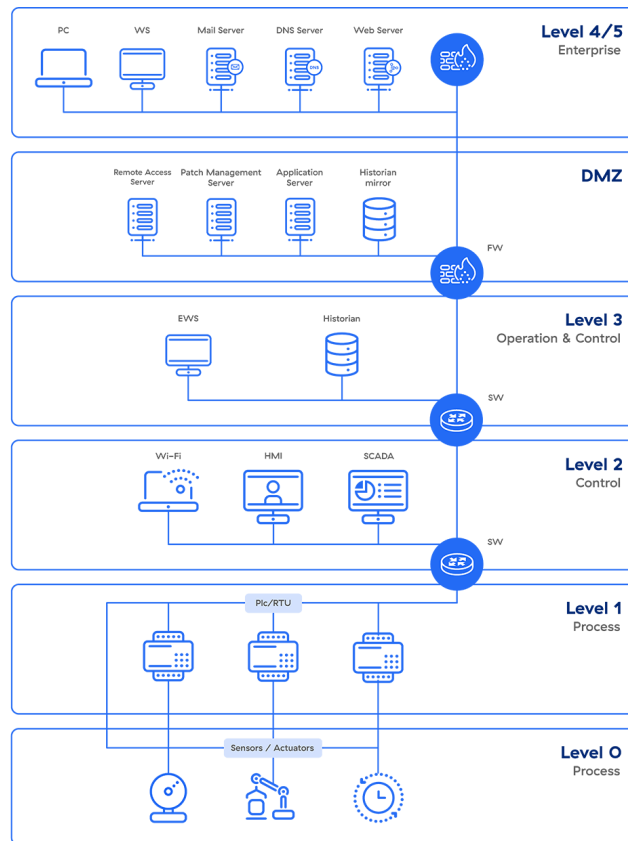 Level 4/5
Enterprise
PC
WS
Mail Server
DNS Server
Web Server
DNS
DMZ
Remote Access
Server
Patch Management
Server
Application
Server
Historian
mirror
FW
Level 3
Operation & Control
EWS
Historian
SW
Level 2
Control
Wi-Fi
HMI
SCADA
SW
Level 1
Process
Plc/RTU
Level 0
Process
Sensors / Actuators